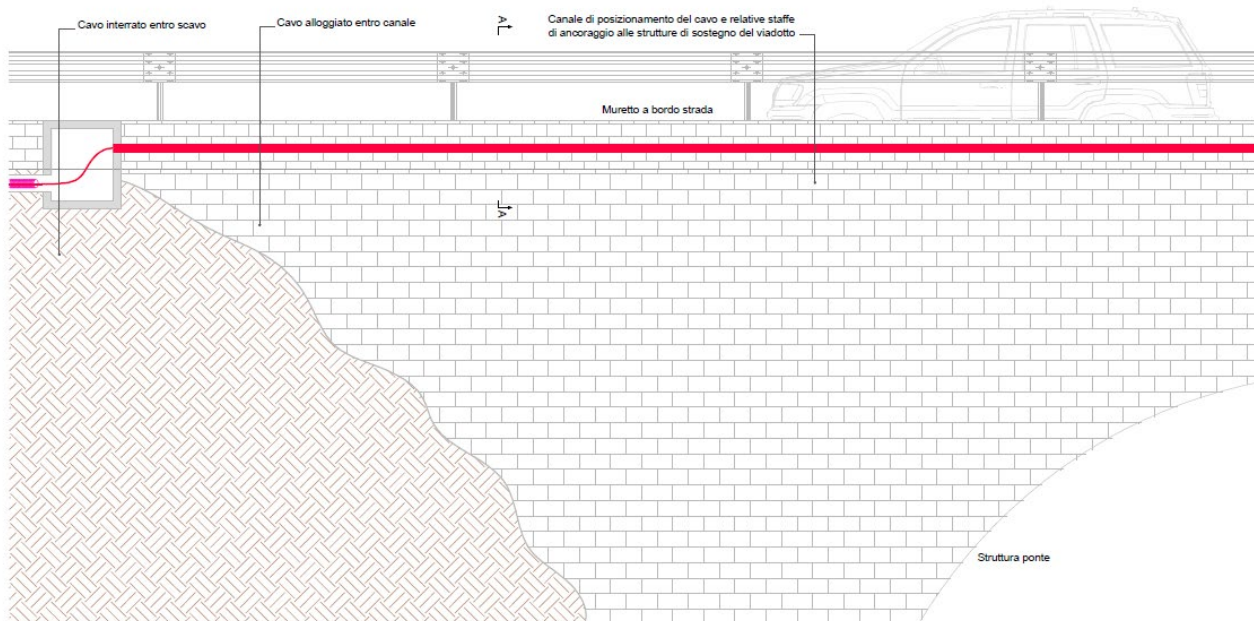 Cavo interrato entro scavo
Cavo alloggiato entro canale
A
Canale di posizionamento del cavo e relative staffe
di ancoraggio alle strutture di sostegno del viadotto
Muretto a bordo strada
A
Struttura ponte